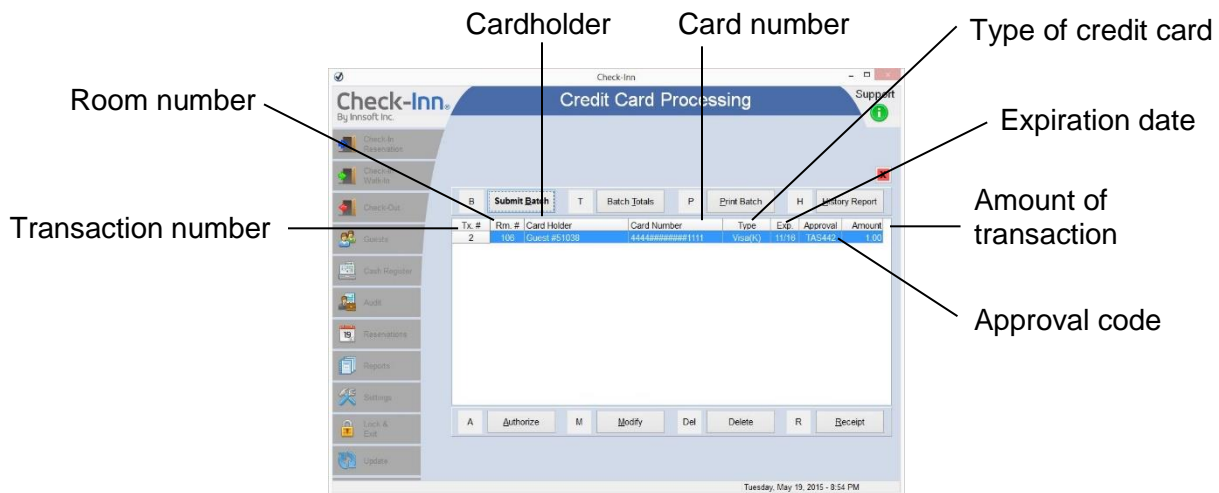 Cardholder
Card number
Type of credit card
Room number
Expiration date
Transaction number
Amount of
transaction
Approval code
Check-Inn
Check-Inn®
By Innsoft Inc.
Credit Card Processing
Support
Check-In
Reservation
Check-In
Walk-In
Check-Out
Guests
Cash Register
Audit
19
Reservations
Reports
Settings
Lock &
Exit
Update
B Submit Batch T Batch Totals P Print Batch H History Report
Tx. # Rm. # Card Holder Card Number Type Exp. Approval Amount
2 106 Guest #51038 4444########1111 Visa(K) 11/16 TAS442 1.00
A Authorize M Modify Del Delete R Receipt
Tuesday, May 19, 2015 - 8:54 PM